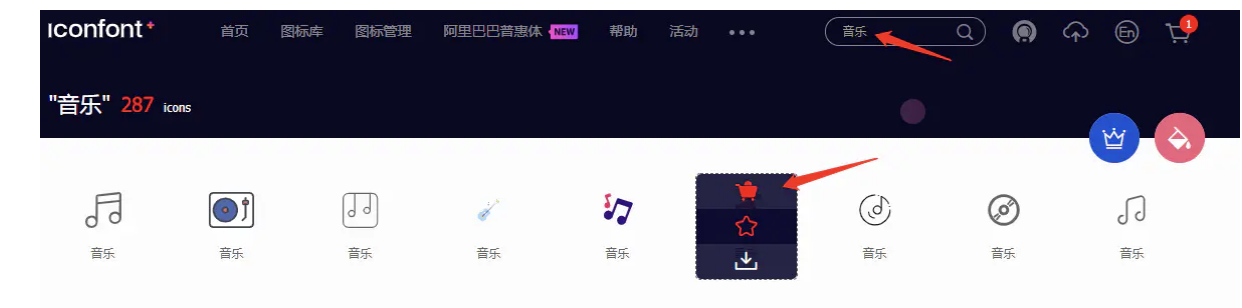 iconfont+ 首页 图标库 图标管理 阿里巴巴普惠体 NEW 帮助 活动 ••• 音乐 En 1
"音乐" 287 icons
音乐 音乐 音乐 音乐 音乐 音乐 音乐 音乐